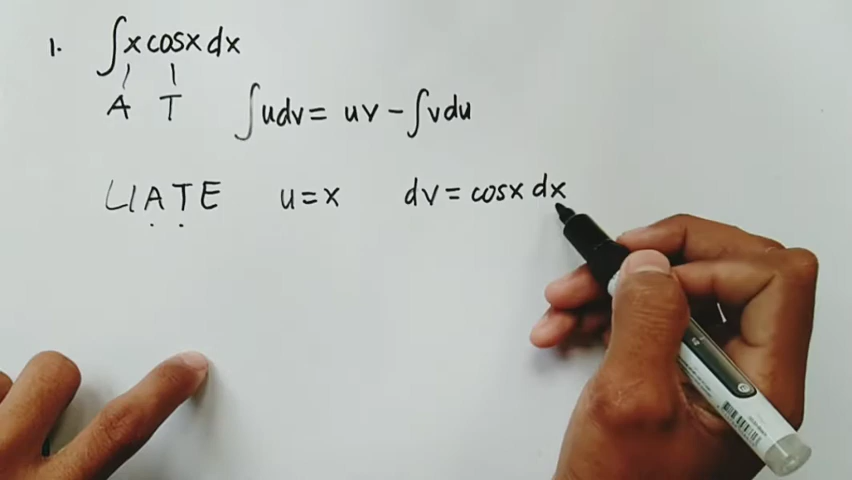 1. ∫x cosx dx
A T ∫udv = uv - ∫vdu
LIATE u = x dv = cosx dx